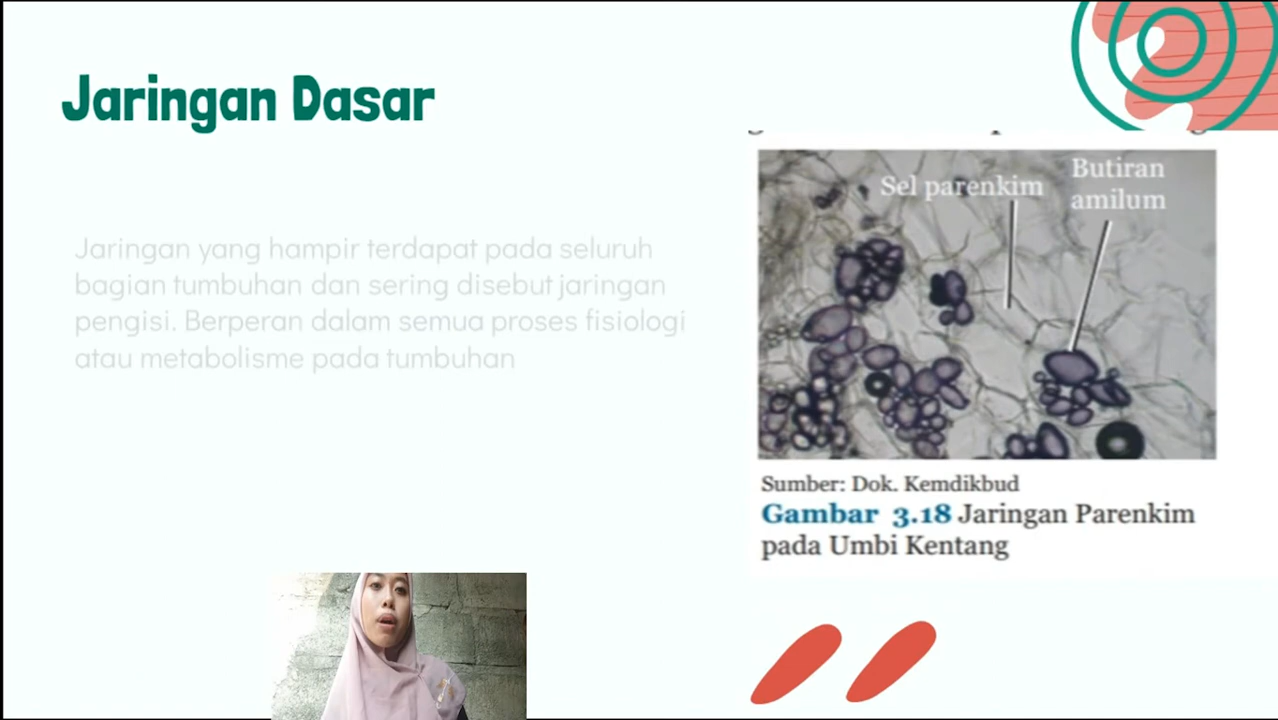 Jaringan Dasar
Jaringan yang hampir terdapat pada seluruh
bagian tumbuhan dan sering disebut jaringan
pengisi. Berperan dalam semua proses fisiologi
atau metabolisme pada tumbuhan
Sel parenkim
Butiran
amilum
Sumber: Dok. Kemdikbud
Gambar 3.18 Jaringan Parenkim
pada Umbi Kentang